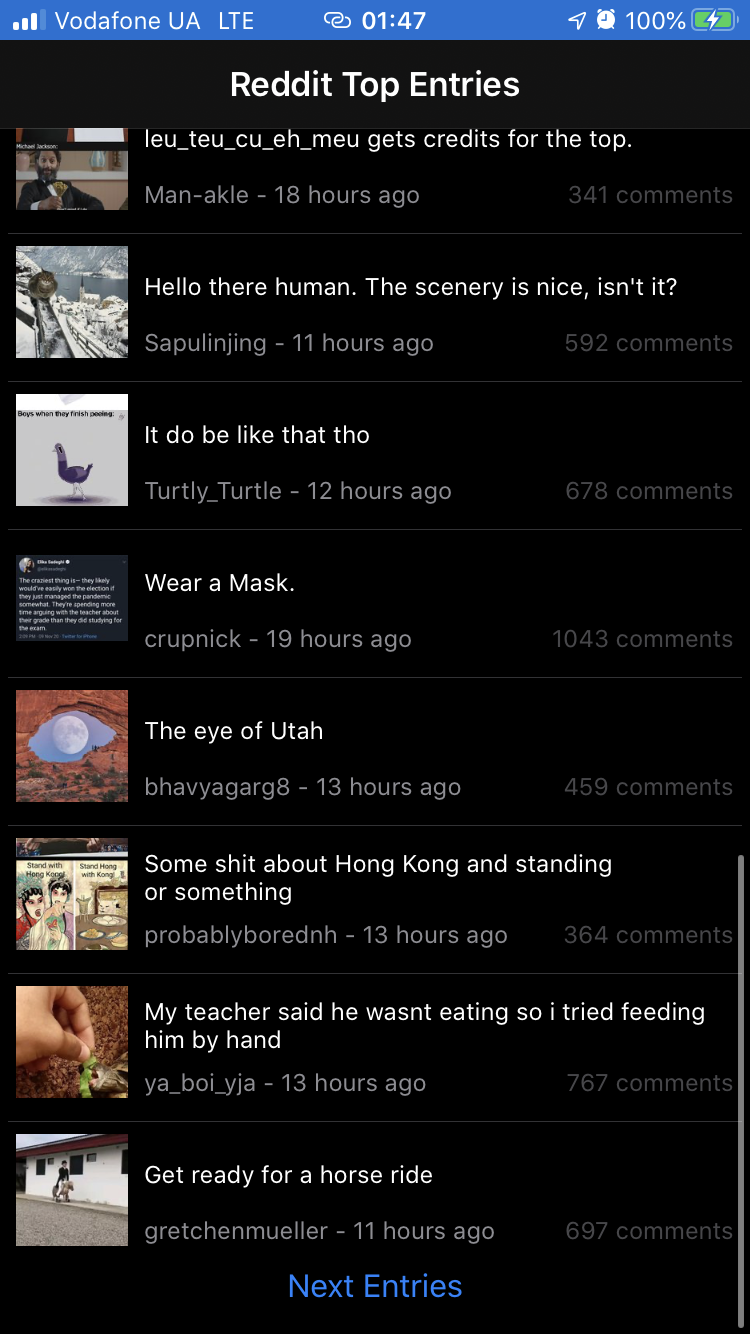 Vodafone UA LTE 01:47 100%
Reddit Top Entries
Michael Jackson:
leu_teu_cu_eh_meu gets credits for the top.
Man-akle - 18 hours ago 341 comments
Hello there human. The scenery is nice, isn't it?
Sapulinjing - 11 hours ago 592 comments
Boys when they finish peeing:
It do be like that tho
Turtly_Turtle - 12 hours ago 678 comments
Elika Sadeghi
The craziest thing is— they likely
would've easily won the election if
they just managed the pandemic
somewhat. They're spending more
time arguing with the teacher about
their grade than they did studying for
the exam.
Twitter for iPhone
Wear a Mask.
crupnick - 19 hours ago 1043 comments
The eye of Utah
bhavyagarg8 - 13 hours ago 459 comments
Stand with
Hong Kong!
Stand Hong
with Kong!
Some shit about Hong Kong and standing
or something
probablyborednh - 13 hours ago 364 comments
My teacher said he wasnt eating so i tried feeding
him by hand
ya_boi_yja - 13 hours ago 767 comments
Get ready for a horse ride
gretchenmueller - 11 hours ago 697 comments
Next Entries